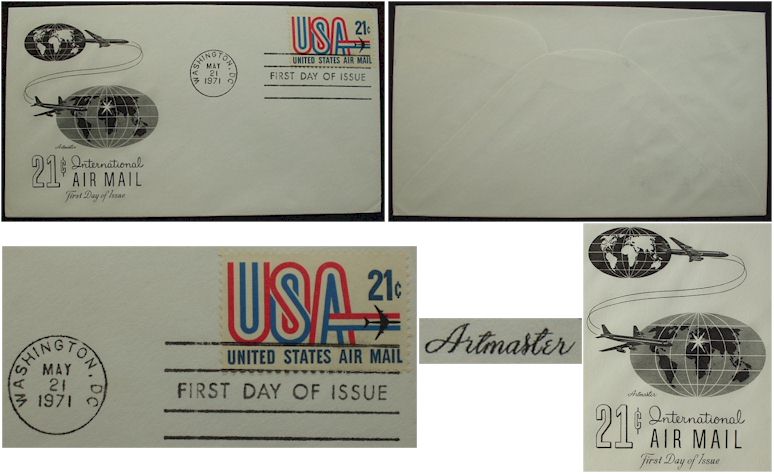 USA 21¢
UNITED STATES AIR MAIL
WASHINGTON, DC
MAY
21
1971
FIRST DAY OF ISSUE
Artmaster
21¢ International
AIR MAIL
First Day of Issue
USA 21¢
UNITED STATES AIR MAIL
WASHINGTON, DC
MAY
21
1971
FIRST DAY OF ISSUE
Artmaster
Artmaster
21¢ International
AIR MAIL
First Day of Issue